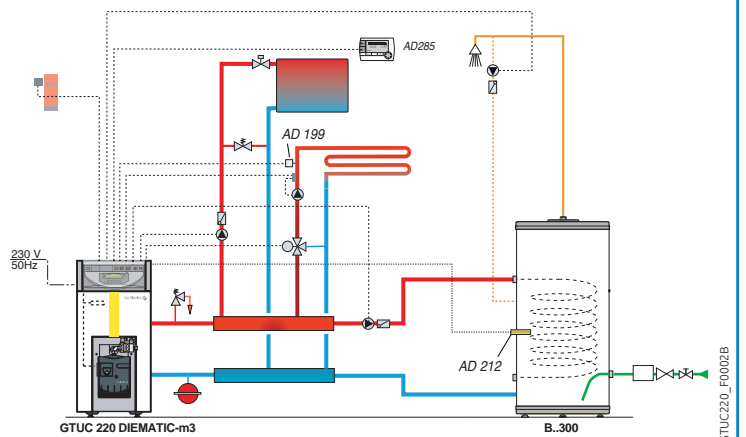 AD285
AD 199
230 V
50Hz
AD 212
GTUC 220 DIEMATIC-m3
B..300
GTUC220_F0002B